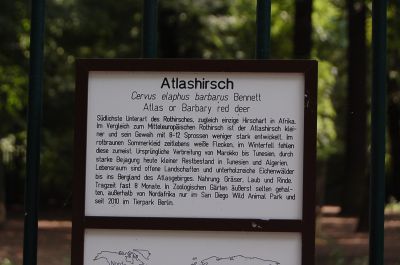 Atlashirsch
Cervus elaphus barbarus Bennett
Atlas or Barbary red deer
Südlichste Unterart des Rothirsches, zugleich einzige Hirschart in Afrika.
Im Vergleich zum Mitteleuropäischen Rothirsch ist der Atlashirsch klei-
ner und sein Geweih mit 8-12 Sprossen weniger stark entwickelt. Im
rotbraunen Sommerkleid zeitlebens weiße Flecken, im Winterfell fehlen
diese zumeist. Ursprüngliche Verbreitung von Marokko bis Tunesien, durch
starke Bejagung heute kleiner Restbestand in Tunesien und Algerien.
Lebensraum sind offene Landschaften und unterholzreiche Eichenwälder
bis ins Bergland des Atlasgebirges. Nahrung: Gräser, Laub und Rinde.
Tragzeit fast 8 Monate. In Zoologischen Gärten äußerst selten gehal-
ten, außerhalb von Nordafrika nur im San Diego Wild Animal Park und
seit 2010 im Tierpark Berlin.